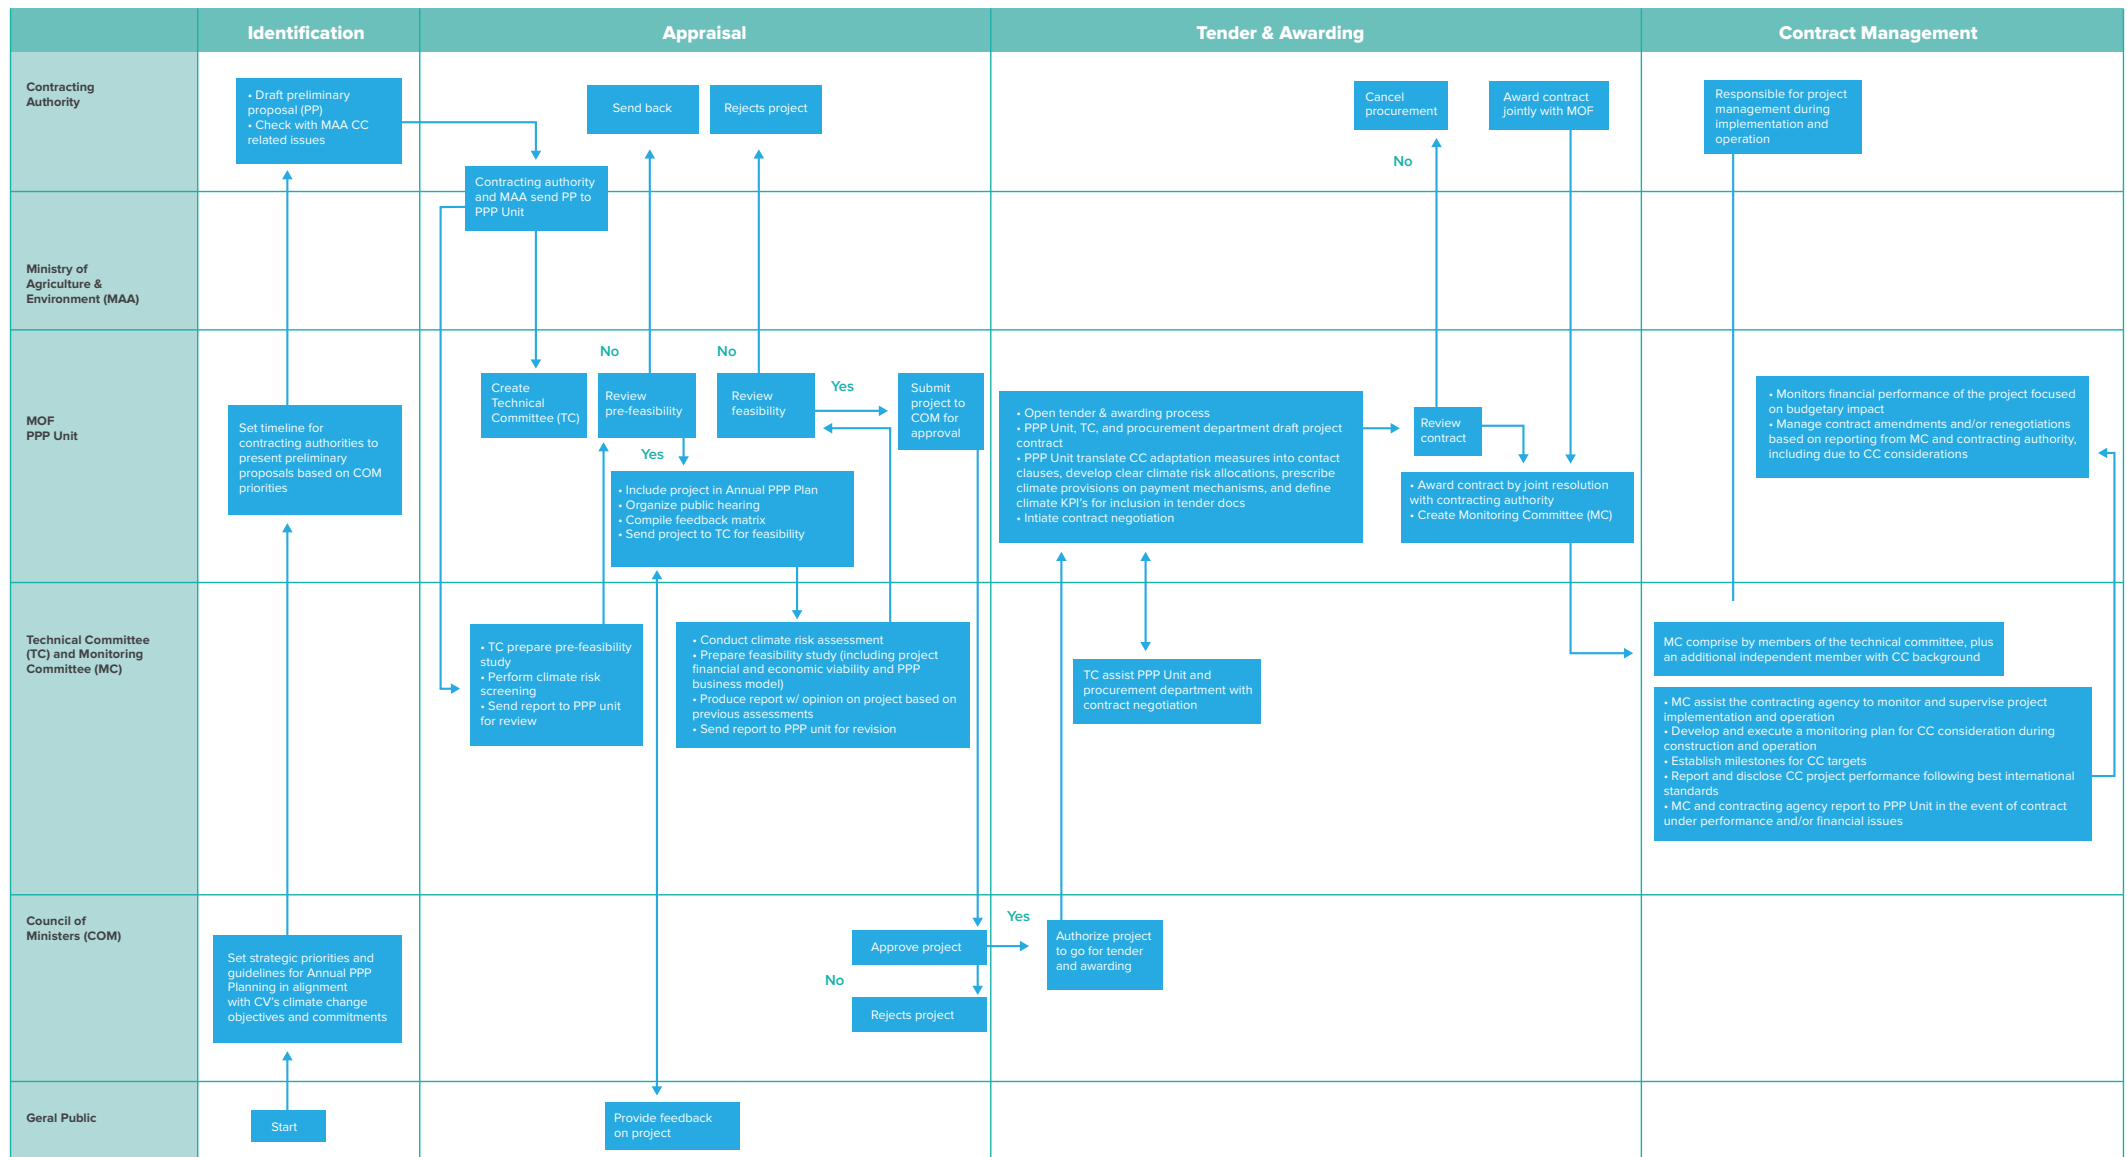 Identification
Appraisal
Tender & Awarding
Contract Management
Contracting
Authority
• Draft preliminary
proposal (PP)
• Check with MAA CC
related issues
Send back
Rejects project
Cancel
procurement
Award contract
jointly with MOF
Responsible for project
management during
implementation and
operation
No
Contracting authority
and MAA send PP to
PPP Unit
Ministry of
Agriculture &
Environment (MAA)
MOF
PPP Unit
Set timeline for
contracting authorities to
present preliminary
proposals based on COM
priorities
Create
Technical
Committee (TC)
No
Review
pre-feasibility
No
Review
feasibility
Yes
Submit
project to
COM for
approval
Yes
• Include project in Annual PPP Plan
• Organize public hearing
• Compile feedback matrix
• Send project to TC for feasibility
• Open tender & awarding process
• PPP Unit, TC, and procurement department draft project
contract
• PPP Unit translate CC adaptation measures into contact
clauses, develop clear climate risk allocations, prescribe
climate provisions on payment mechanisms, and define
climate KPI's for inclusion in tender docs
• Intiate contract negotiation
Review
contract
• Award contract by joint resolution
with contracting authority
• Create Monitoring Committee (MC)
• Monitors financial performance of the project focused
on budgetary impact
• Manage contract amendments and/or renegotiations
based on reporting from MC and contracting authority,
including due to CC considerations
Technical Committee
(TC) and Monitoring
Committee (MC)
• TC prepare pre-feasibility
study
• Perform climate risk
screening
• Send report to PPP unit
for review
• Conduct climate risk assessment
• Prepare feasibility study (including project
financial and economic viability and PPP
business model)
• Produce report w/ opinion on project based on
previous assessments
• Send report to PPP unit for revision
TC assist PPP Unit and
procurement department with
contract negotiation
MC comprise by members of the technical committee, plus
an additional independent member with CC background
• MC assist the contracting agency to monitor and supervise project
implementation and operation
• Develop and execute a monitoring plan for CC consideration during
construction and operation
• Establish milestones for CC targets
• Report and disclose CC project performance following best international
standards
• MC and contracting agency report to PPP Unit in the event of contract
under performance and/or financial issues
Council of
Ministers (COM)
Set strategic priorities and
guidelines for Annual PPP
Planning in alignment
with CV's climate change
objectives and commitments
Approve project
Yes
Authorize project
to go for tender
and awarding
No
Rejects project
Geral Public
Start
Provide feedback
on project